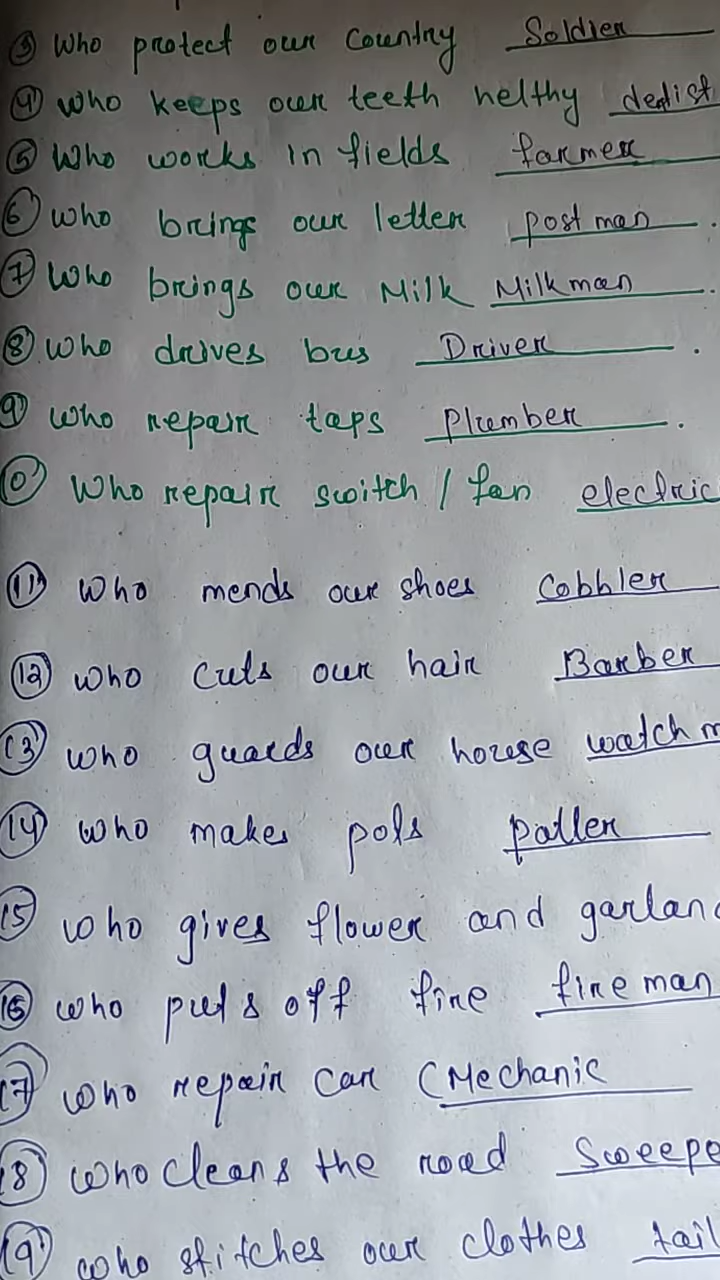 ③ Who protect our Country Soldier
④ Who keeps our teeth helthy dentist
⑤ Who works in fields farmer
⑥ Who brings our letter post man.
⑦ Who brings our Milk Milkman.
⑧ Who drives bus Driver.
⑨ Who repair taps Plumber.
0 Who repair switch / fan electric
⑪ Who mends our shoes Cobbler
⑫ Who cuts our hair Barber
⑬ Who guards our house watch m
⑭ Who makes pots potter
15 Who gives flower and garlan
⑯ Who puts off fire fireman
⑰ Who repair car (Mechanic
⑱ Who cleans the road Sweepe
⑲ Who stitches our clothes tail